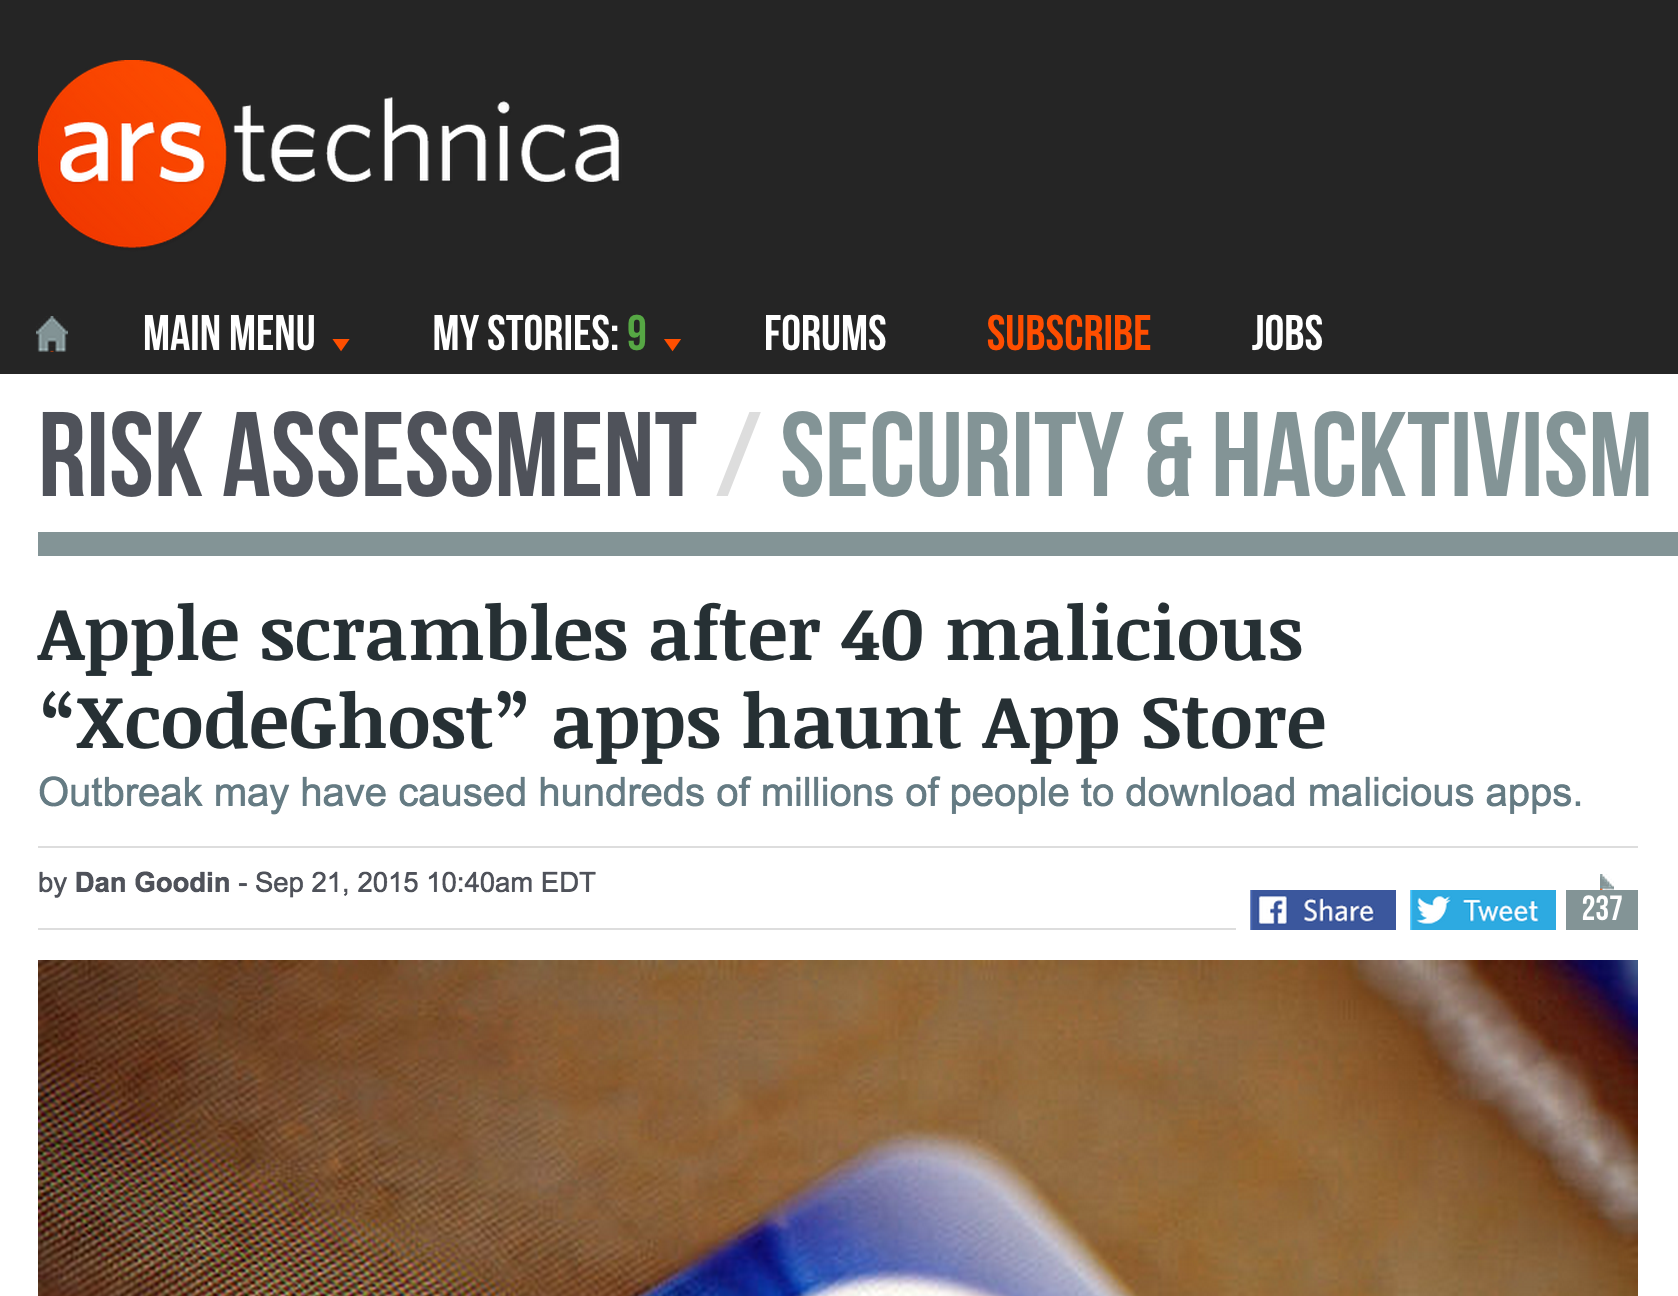 ars technica
MAIN MENU
MY STORIES: 9
FORUMS
SUBSCRIBE
JOBS
RISK ASSESSMENT / SECURITY & HACKTIVISM
Apple scrambles after 40 malicious
“XcodeGhost” apps haunt App Store
Outbreak may have caused hundreds of millions of people to download malicious apps.
by Dan Goodin - Sep 21, 2015 10:40am EDT
Share
Tweet
237